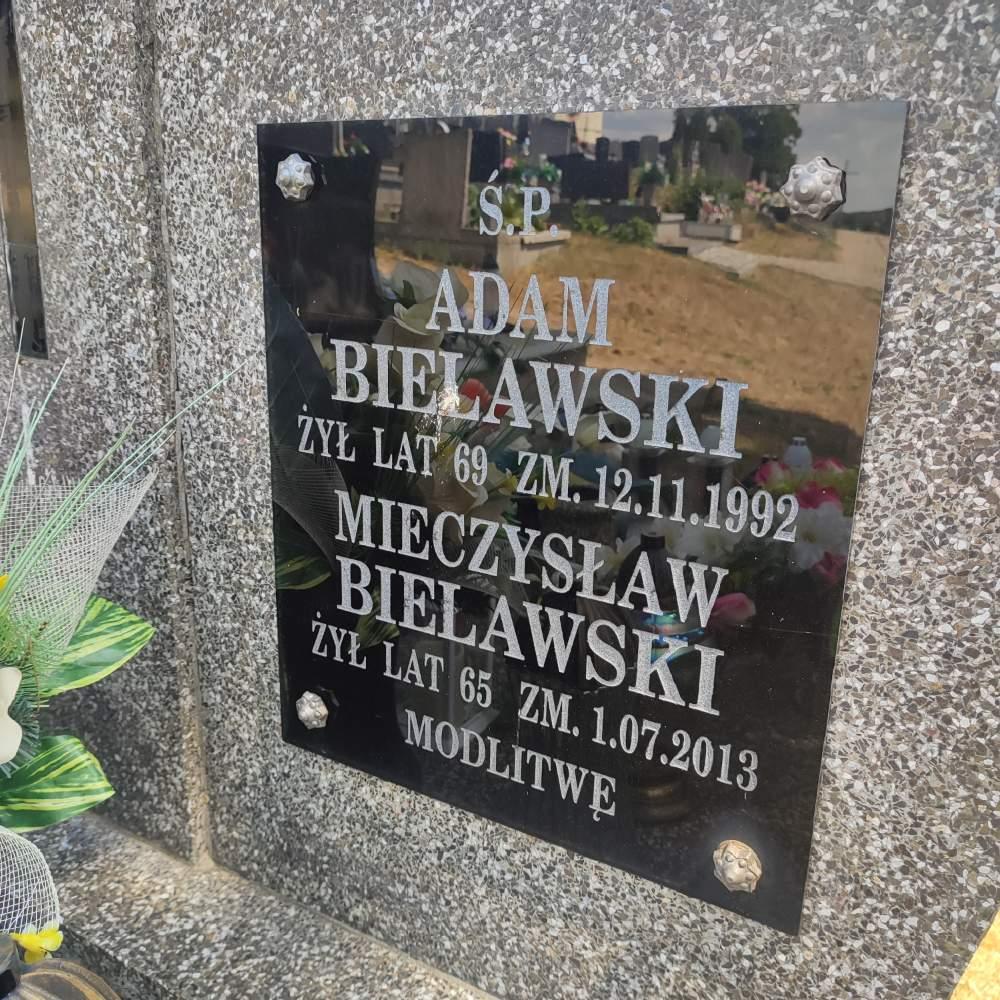 Ś.P.
ADAM
BIELAWSKI
ŻYŁ LAT 69 ZM. 12.11.1992
MIECZYSŁAW
BIELAWSKI
ŻYŁ LAT 65 ZM. 1.07.2013
MODLITWĘ